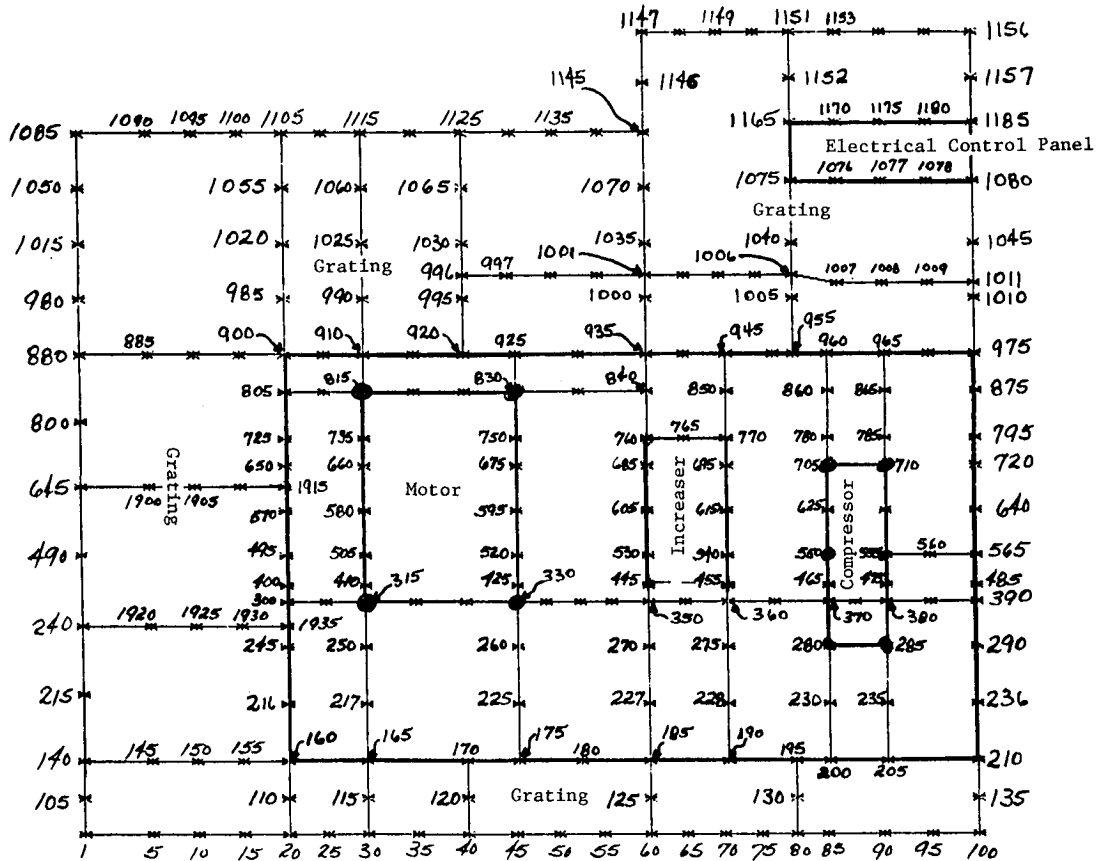 1147 1149 1151 1153 1156
1145 1146 1152 1157
1085 1090 1095 1100 1105 1115 1125 1135 1165 1170 1175 1180 1185
Electrical Control Panel
1050 1055 1060 1065 1070 1075 1076 1077 1078 1080
Grating
1015 1020 1025 1030 1035 1040 1045
Grating 996 997 1001 1006 1007 1008 1009 1011
980 985 990 995 1000 1005 1010
880 885 900 910 920 925 935 945 955 960 965 975
805 815 830 840 850 860 865 875
800 725 735 750 760 765 770 780 785 795
650 660 675 685 695 705 710 720
645 1900 1905 1915
Grating
Motor
Increaser
Compressor
570 580 595 605 615 625 640
490 495 505 520 530 540 550 555 560 565
400 410 425 445 455 465 475 485
300 315 330 350 360 370 380 390
240 1920 1925 1930 1935
245 250 260 270 275 280 285 290
215 216 217 225 227 228 230 235 236
140 145 150 155 160 165 170 175 180 185 190 195 200 205 210
105 110 115 120 Grating 125 130 135
1 5 10 15 20 25 30 40 45 50 55 60 65 70 75 80 85 90 95 100